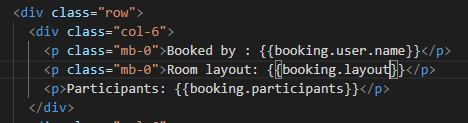 <div class="row">
<div class="col-6">
<p class="mb-0">Booked by : {{booking.user.name}}</p>
<p class="mb-0">Room layout: {{booking.layout}}</p>
<p>Participants: {{booking.participants}}</p>
</div>